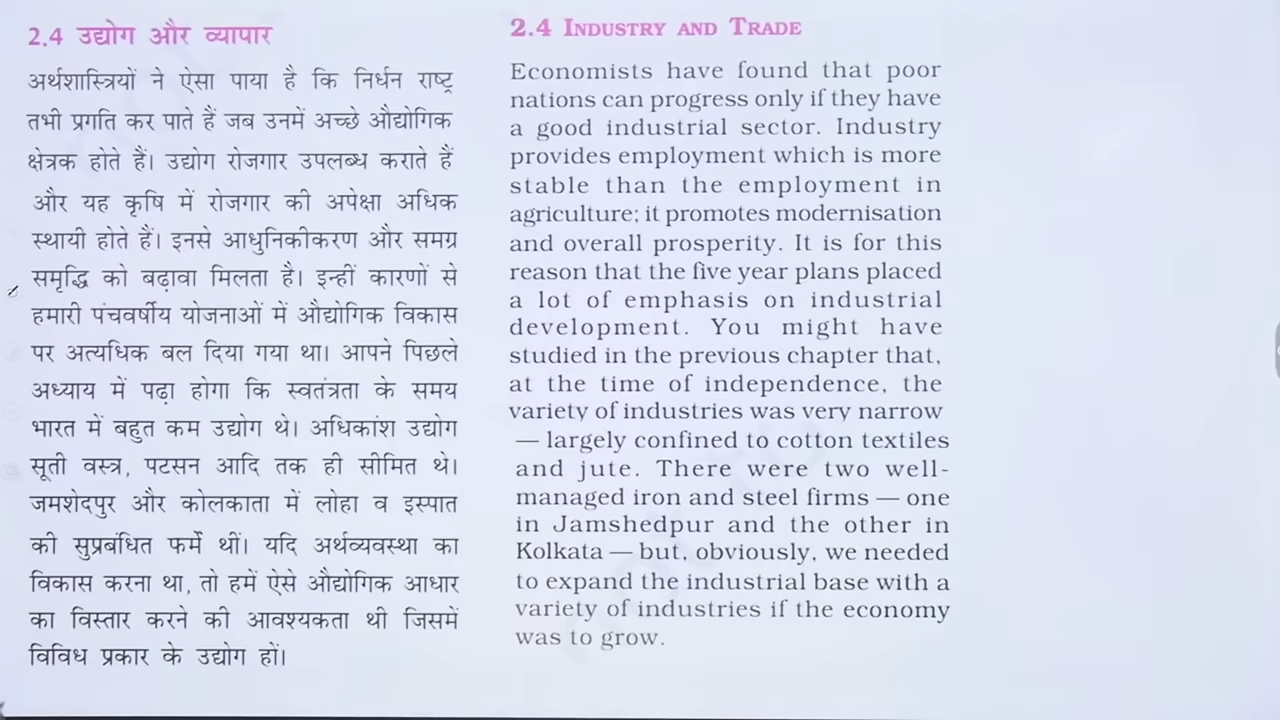 2.4 उद्योग और व्यापार
अर्थशास्त्रियों ने ऐसा पाया है कि निर्धन राष्ट्र
तभी प्रगति कर पाते हैं जब उनमें अच्छे औद्योगिक
क्षेत्रक होते हैं। उद्योग रोजगार उपलब्ध कराते हैं
और यह कृषि में रोजगार की अपेक्षा अधिक
स्थायी होते हैं। इनसे आधुनिकीकरण और समग्र
समृद्धि को बढ़ावा मिलता है। इन्हीं कारणों से
हमारी पंचवर्षीय योजनाओं में औद्योगिक विकास
पर अत्यधिक बल दिया गया था। आपने पिछले
अध्याय में पढ़ा होगा कि स्वतंत्रता के समय
भारत में बहुत कम उद्योग थे। अधिकांश उद्योग
सूती वस्त्र, पटसन आदि तक ही सीमित थे।
जमशेदपुर और कोलकाता में लोहा व इस्पात
की सुप्रबंधित फर्में थीं। यदि अर्थव्यवस्था का
विकास करना था, तो हमें ऐसे औद्योगिक आधार
का विस्तार करने की आवश्यकता थी जिसमें
विविध प्रकार के उद्योग हों।
2.4 INDUSTRY AND TRADE
Economists have found that poor
nations can progress only if they have
a good industrial sector. Industry
provides employment which is more
stable than the employment in
agriculture; it promotes modernisation
and overall prosperity. It is for this
reason that the five year plans placed
a lot of emphasis on industrial
development. You might have
studied in the previous chapter that,
at the time of independence, the
variety of industries was very narrow
— largely confined to cotton textiles
and jute. There were two well-
managed iron and steel firms — one
in Jamshedpur and the other in
Kolkata — but, obviously, we needed
to expand the industrial base with a
variety of industries if the economy
was to grow.